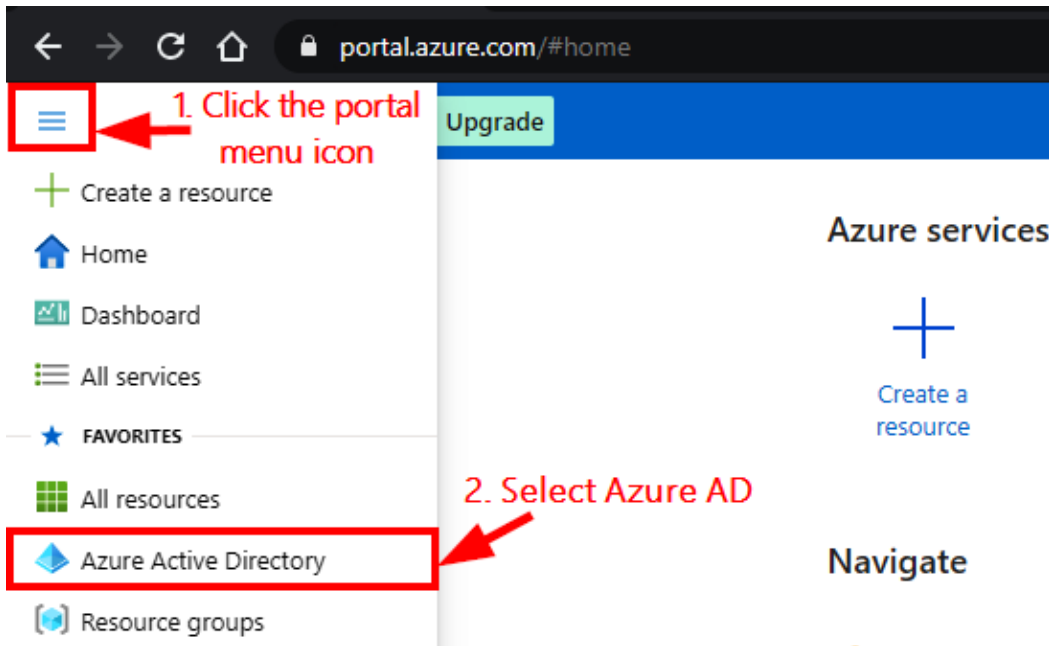 portal.azure.com/#home
1. Click the portal
menu icon
Upgrade
Create a resource
Home
Dashboard
All services
FAVORITES
All resources
Azure Active Directory
Resource groups
Azure services
Create a
resource
2. Select Azure AD
Navigate